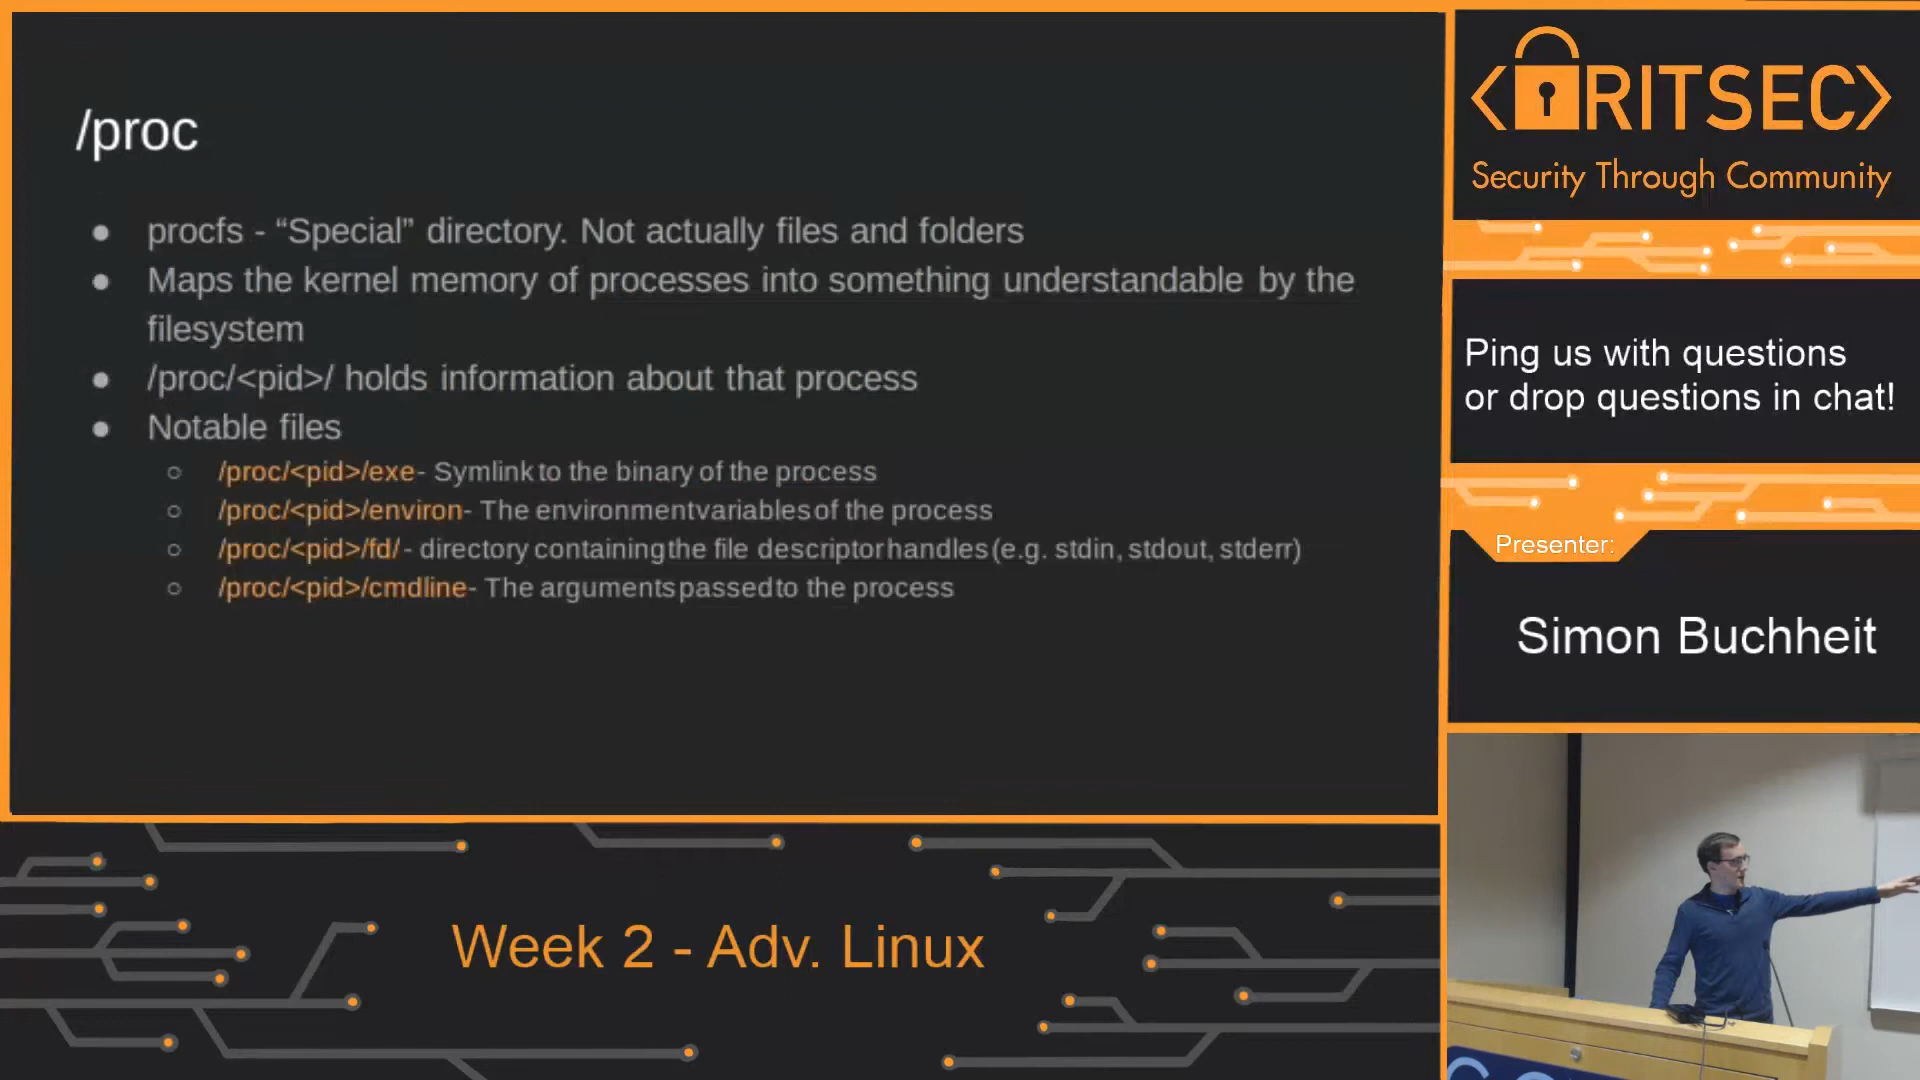 /proc
● procfs - “Special” directory. Not actually files and folders
● Maps the kernel memory of processes into something understandable by the
filesystem
● /proc/<pid>/ holds information about that process
● Notable files
○ /proc/<pid>/exe- Symlink to the binary of the process
○ /proc/<pid>/environ- The environment variables of the process
○ /proc/<pid>/fd/ - directory containing the file descriptor handles (e.g. stdin, stdout, stderr)
○ /proc/<pid>/cmdline- The arguments passed to the process
RITSEC
Security Through Community
Ping us with questions
or drop questions in chat!
Presenter:
Simon Buchheit
Week 2 - Adv. Linux